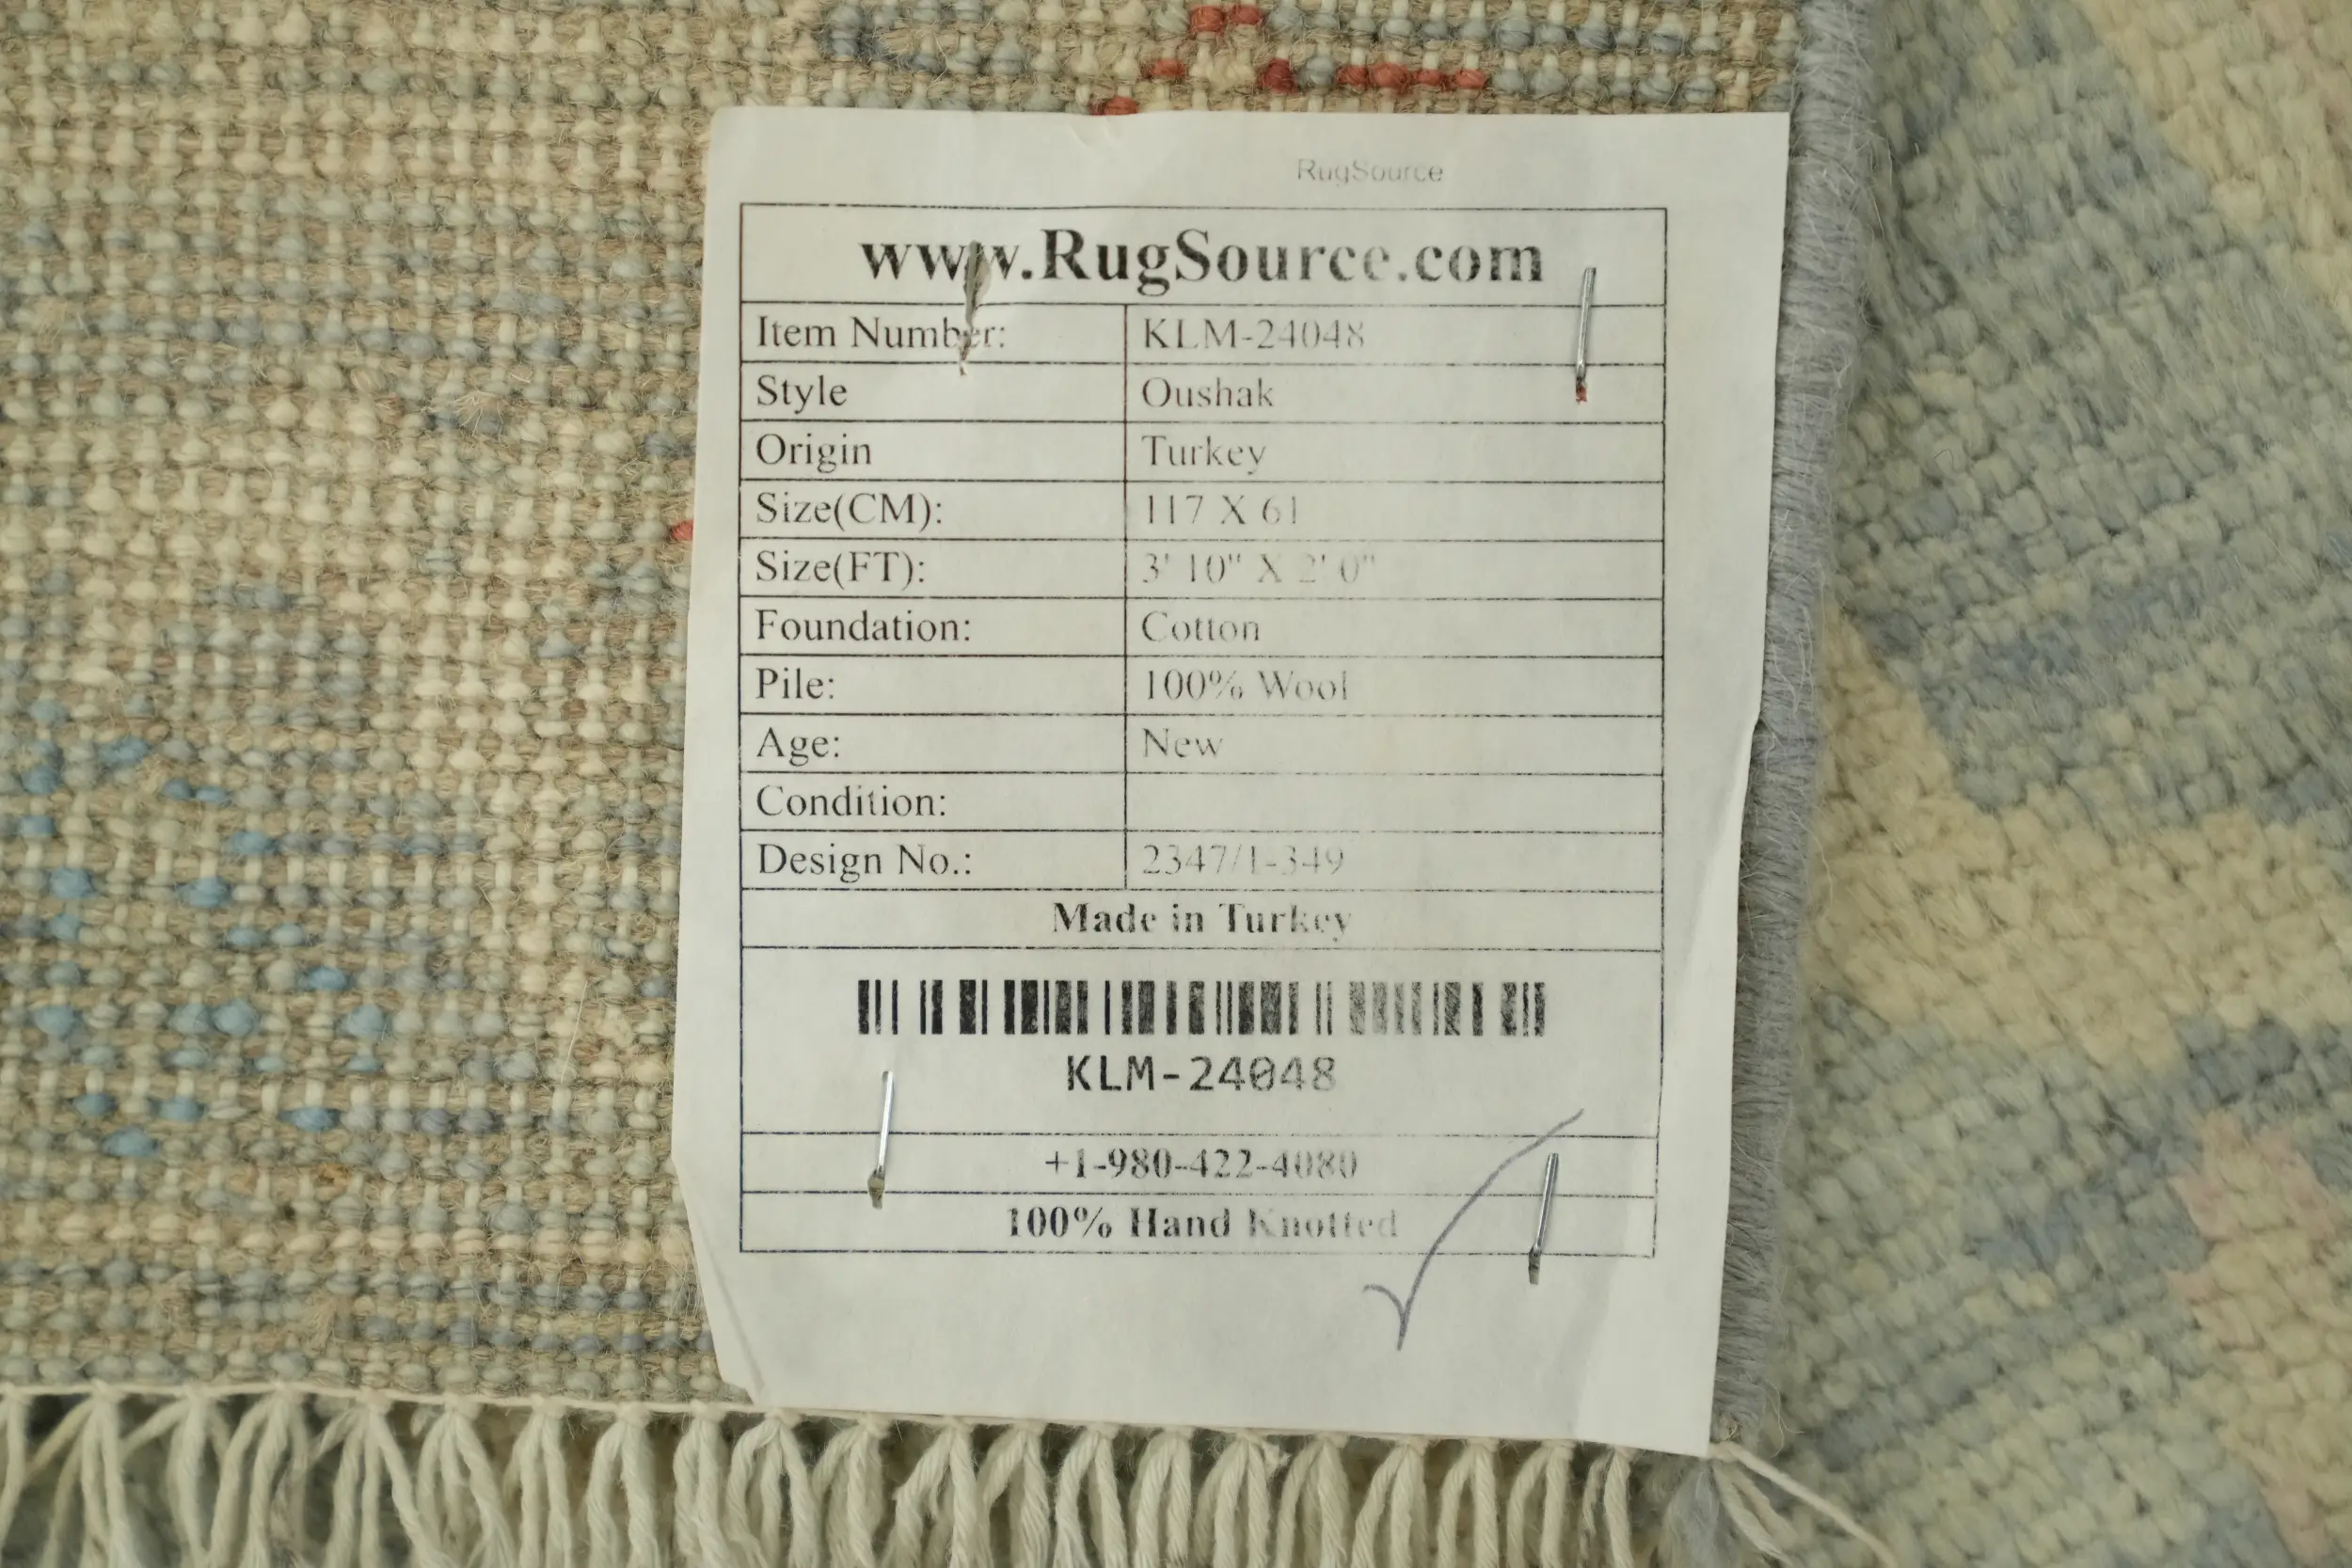 RugSource
www.RugSource.com
Item Number: KLM-24048
Style Oushak
Origin Turkey
Size(CM): 117 X 61
Size(FT): 3' 10" X 2' 0"
Foundation: Cotton
Pile: 100% Wool
Age: New
Condition:
Design No.: 2347/1-349
Made in Turkey
KLM-24048
+1-980-422-4080
100% Hand Knotted